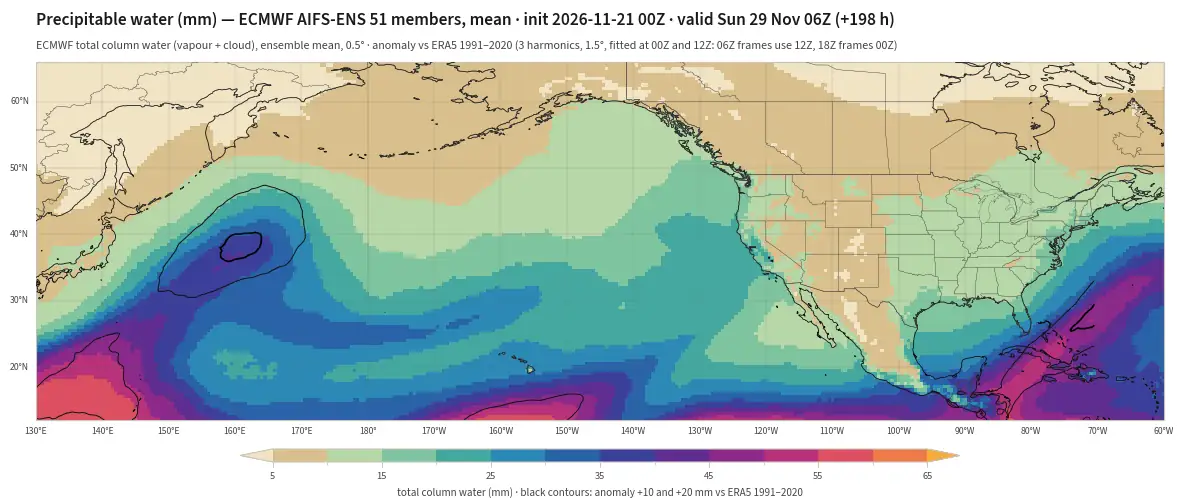 Precipitable water (mm) — ECMWF AIFS-ENS 51 members, mean · init 2026-11-21 00Z · valid Sun 29 Nov 06Z (+198 h)
ECMWF total column water (vapour + cloud), ensemble mean, 0.5° · anomaly vs ERA5 1991–2020 (3 harmonics, 1.5°, fitted at 00Z and 12Z: 06Z frames use 12Z, 18Z frames 00Z)
60°N
50°N
40°N
30°N
20°N
130°E 140°E 150°E 160°E 170°E 180° 170°W 160°W 150°W 140°W 130°W 120°W 110°W 100°W 90°W 80°W 70°W 60°W
5 15 25 35 45 55 65
total column water (mm) · black contours: anomaly +10 and +20 mm vs ERA5 1991–2020